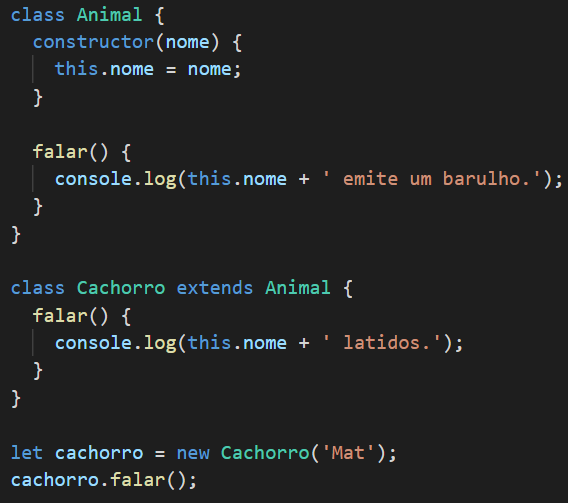 class Animal {
  constructor(nome) {
    this.nome = nome;
  }

  falar() {
    console.log(this.nome + ' emite um barulho.');
  }
}

class Cachorro extends Animal {
  falar() {
    console.log(this.nome + ' latidos.');
  }
}

let cachorro = new Cachorro('Mat');
cachorro.falar();